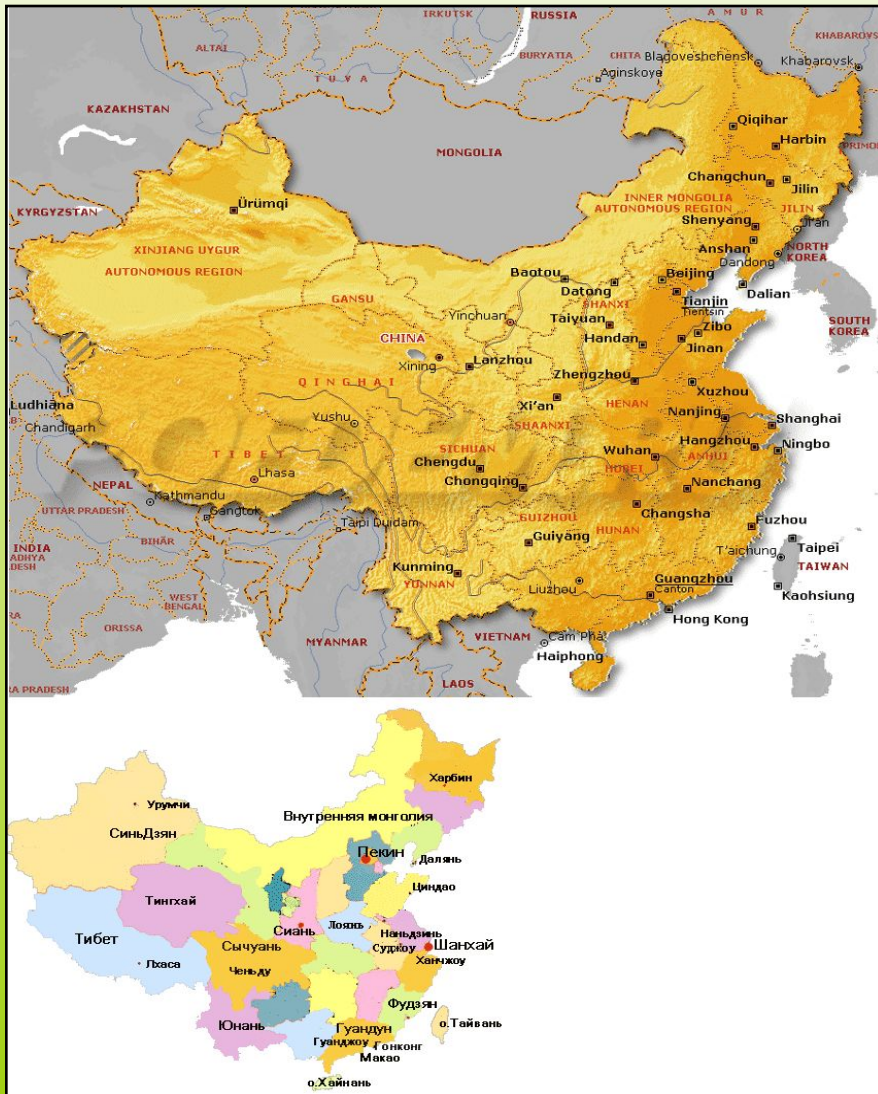 IRKUTSK
RUSSIA
AMUR
ALTAI
TUVA
BURYATIA
CHITA
Blagoveshchensk
KHABAROVSK
Khabarovsk
Aginskoye
KAZAKHSTAN
MONGOLIA
Qiqihar
Harbin
Changchun
Jilin
KYRGYZSTAN
Ürümqi
INNER MONGOLIA
AUTONOMOUS REGION
JILIN
Shenyang
Ji'an
Anshan
XINJIANG UYGUR
AUTONOMOUS REGION
NORTH
KOREA
Dandong
Baotou
Beijing
Datong
Dalian
GANSU
SHANXI
Tianjin
Tientsin
Yinchuan
Taiyuan
Zibo
SOUTH
KOREA
CHINA
Handan
Jinan
Xining
Lanzhou
QINGHAI
Zhengzhou
Xuzhou
Ludhiāna
Xi'an
HENAN
Yushu
Nanjing
Shanghai
Chandigarh
SHAANXI
Hangzhou
TIBET
SICHUAN
Wuhan
ANHUI
Ningbo
Chengdu
HUBEI
Lhasa
Chongqing
Nanchang
NEPAL
Kathmandu
Changsha
UTTAR PRADESH
Gangtok
GUIZHOU
Fuzhou
Taipi Duidam
HUNAN
Guiyang
Taipei
INDIA
BIHĀR
T'aichung
TAIWAN
Kunming
Guangzhou
YUNNAN
Liuzhou
Canton
Kaohsiung
WEST
BENGAL
Hong Kong
ORISSA
MYANMAR
VIETNAM
Cam Pha
Haiphong
LAOS
RA PRADESH
Харбин
Урумчи
Внутренняя монголия
СиньДзян
Пекин
Далянь
Циндао
Тингхай
Сиань
Лоянь
Наньдзинь
Тибет
Сычуань
Суджоу
Шанхай
Лхаса
Ченьду
Ханчжоу
Фудзян
Юнань
Гуандун
о.Тайвань
Гуанджоу
Гонконг
Макао
о.Хайнань